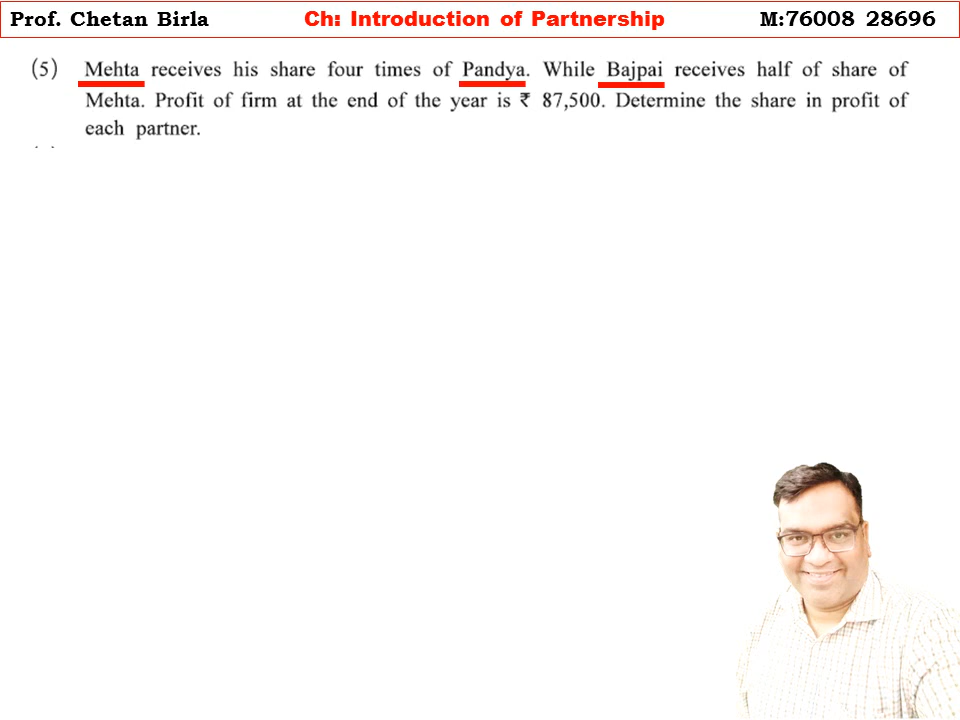 Prof. Chetan Birla Ch: Introduction of Partnership M:76008 28696
(5) Mehta receives his share four times of Pandya. While Bajpai receives half of share of
Mehta. Profit of firm at the end of the year is ₹ 87,500. Determine the share in profit of
each partner.